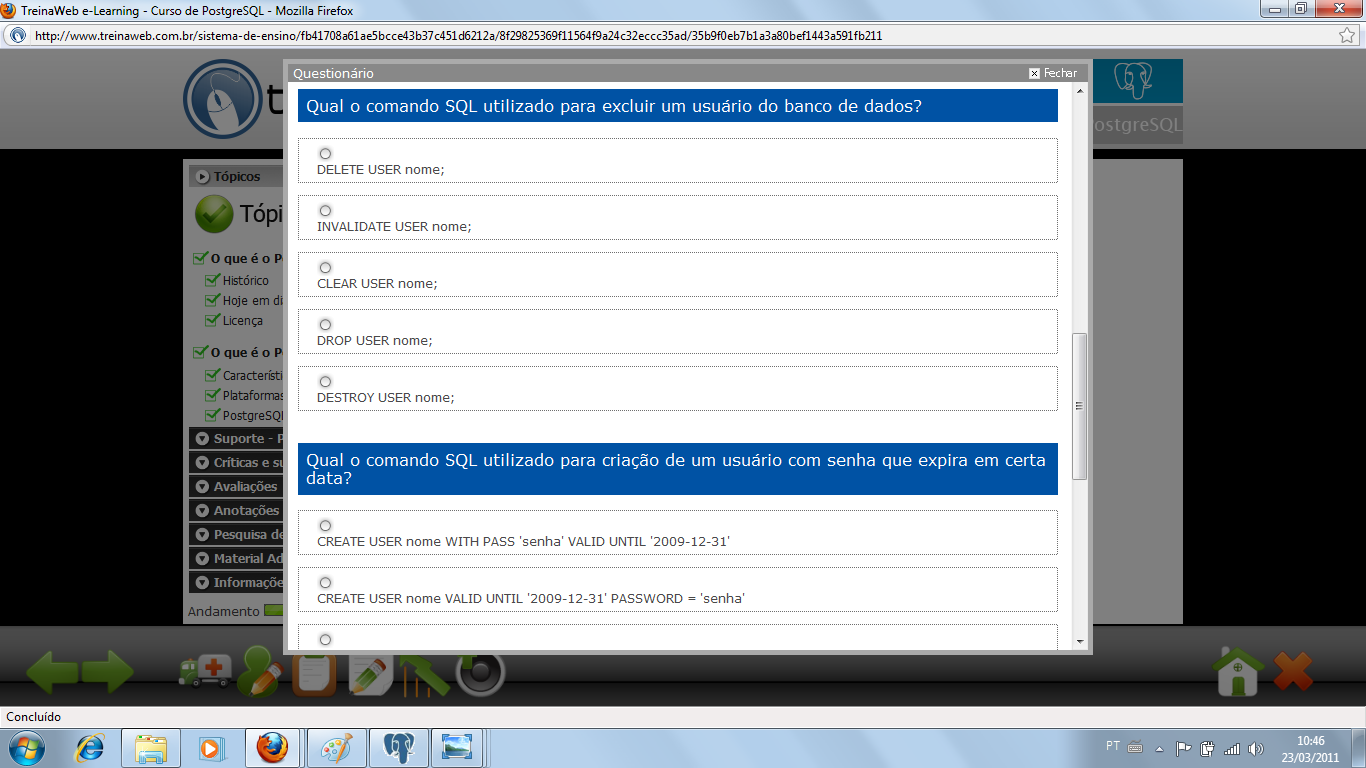 TreinaWeb e-Learning - Curso de PostgreSQL - Mozilla Firefox
http://www.treinaweb.com.br/sistema-de-ensino/fb41708a61ae5bcce43b37c451d6212a/8f29825369f11564f9a24c32eccc35ad/35b9f0eb7b1a3a80bef1443a591fb211
Questionário
Fechar
Qual o comando SQL utilizado para excluir um usuário do banco de dados?
DELETE USER nome;
INVALIDATE USER nome;
CLEAR USER nome;
DROP USER nome;
DESTROY USER nome;
Qual o comando SQL utilizado para criação de um usuário com senha que expira em certa
data?
CREATE USER nome WITH PASS 'senha' VALID UNTIL '2009-12-31'
CREATE USER nome VALID UNTIL '2009-12-31' PASSWORD = 'senha'
ostgreSQL
Tópicos
Tópi
O que é o P
Histórico
Hoje em di
Licença
O que é o P
Característi
Plataformas
PostgreSQL
Suporte - P
Críticas e su
Avaliações
Anotações
Pesquisa de
Material Ad
Informaçõe
Andamento
Concluído
PT
10:46
23/03/2011